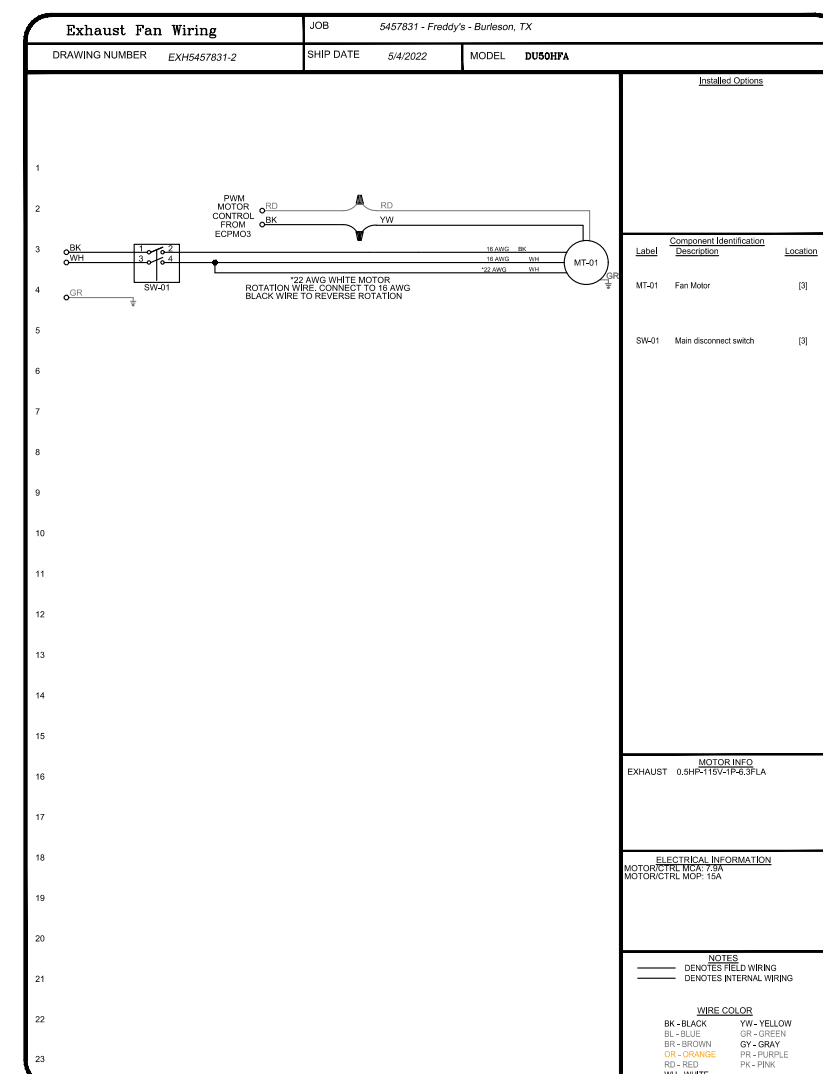 Exhaust Fan Wiring
JOB 5457831 - Freddy's - Burleson, TX
DRAWING NUMBER EXH5457831-2
SHIP DATE 5/4/2022
MODEL DU50HFA
Installed Options
1
2
3
4
5
6
7
8
9
10
11
12
13
14
15
16
17
18
19
20
21
22
23
PWM
MOTOR
CONTROL
FROM
ECPM03
RD
BK
RD
YW
BK
WH
1 2
3 4
SW-01
GR
16 AWG BK
16 AWG WH
*22 AWG WH
MT-01
GR
*22 AWG WHITE MOTOR
ROTATION WIRE. CONNECT TO 16 AWG
BLACK WIRE TO REVERSE ROTATION
Component Identification
Label Description Location
MT-01 Fan Motor [3]
SW-01 Main disconnect switch [3]
MOTOR INFO
EXHAUST 0.5HP-115V-1P-6.3FLA
ELECTRICAL INFORMATION
MOTOR/CTRL MCA: 7.9A
MOTOR/CTRL MOP: 15A
NOTES
DENOTES FIELD WIRING
DENOTES INTERNAL WIRING
WIRE COLOR
BK - BLACK YW - YELLOW
BL - BLUE GR - GREEN
BR - BROWN GY - GRAY
OR - ORANGE PR - PURPLE
RD - RED PK - PINK
WH - WHITE